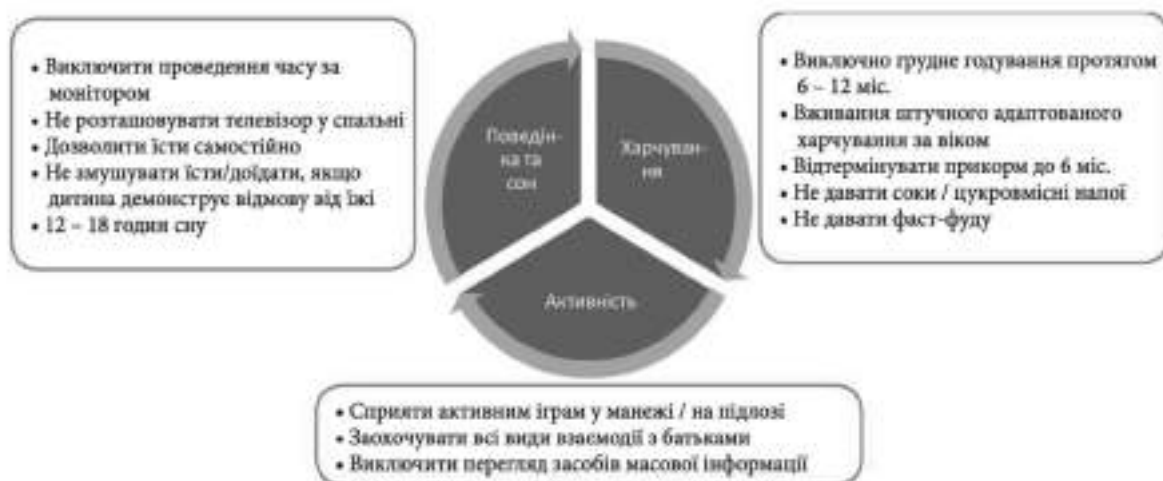 • Виключити проведення часу за
монітором
• Не розташовувати телевізор у спальні
• Дозволити їсти самостійно
• Не змушувати їсти/доїдати, якщо
дитина демонструє відмову від їжі
• 12 – 18 годин сну
Поведін-
ка та
сон
Харчуван-
ня
Активність
• Виключно грудне годування протягом
6 – 12 міс.
• Вживання штучного адаптованого
харчування за віком
• Відтермінувати прикорм до 6 міс.
• Не давати соки / цукровмісні напої
• Не давати фаст-фуду
• Сприяти активним іграм у манежі / на підлозі
• Заохочувати всі види взаємодії з батьками
• Виключити перегляд засобів масової інформації